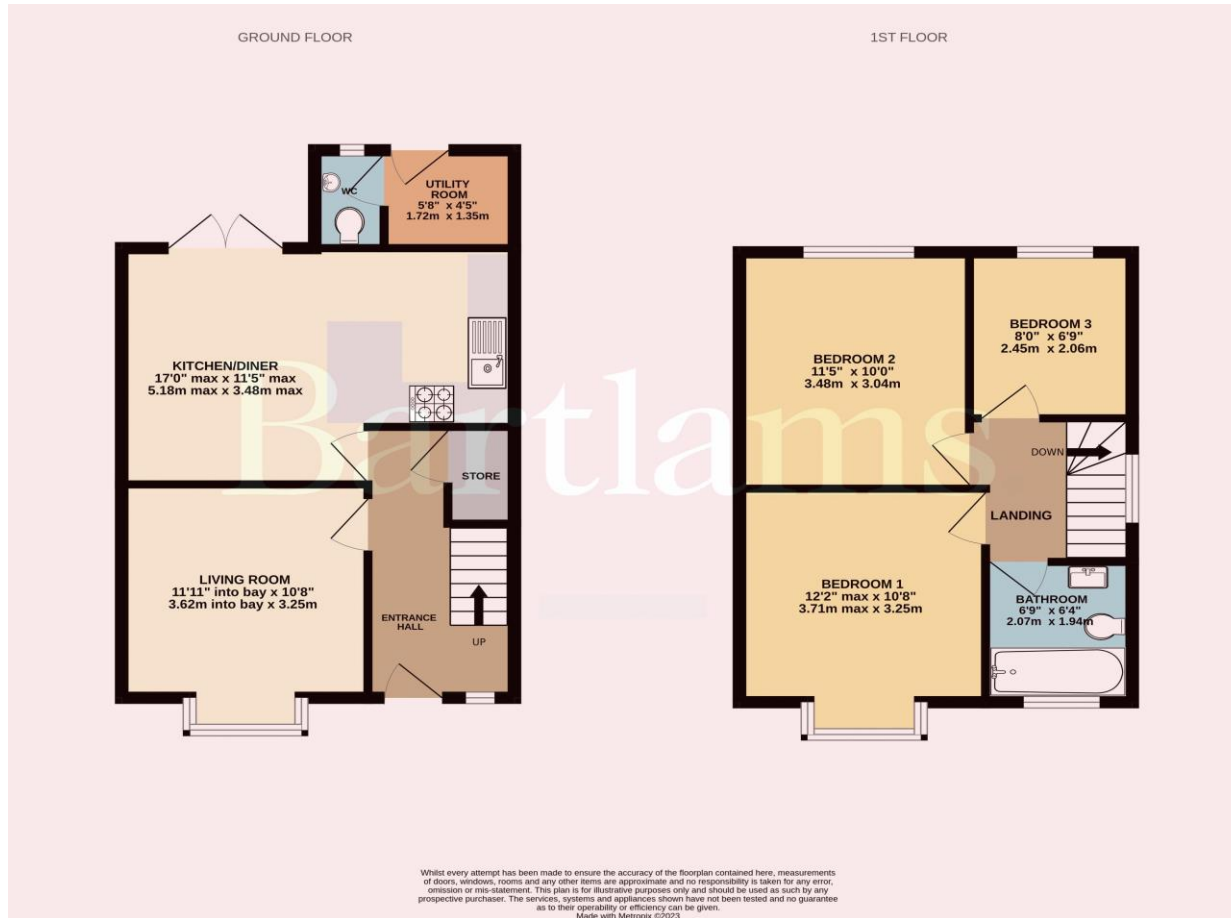 GROUND FLOOR
1ST FLOOR
WC
UTILITY
ROOM
5'8" x 4'5"
1.72m x 1.35m
KITCHEN/DINER
17'0" max x 11'5" max
5.18m max x 3.48m max
STORE
LIVING ROOM
11'11" into bay x 10'8"
3.62m into bay x 3.25m
ENTRANCE
HALL
UP
BEDROOM 2
11'5" x 10'0"
3.48m x 3.04m
BEDROOM 3
8'0" x 6'9"
2.45m x 2.06m
DOWN
LANDING
BEDROOM 1
12'2" max x 10'8"
3.71m max x 3.25m
BATHROOM
6'9" x 6'4"
2.07m x 1.94m
Bartlams.
Whilst every attempt has been made to ensure the accuracy of the floorplan contained here, measurements
of doors, windows, rooms and any other items are approximate and no responsibility is taken for any error,
omission or mis-statement. This plan is for illustrative purposes only and should be used as such by any
prospective purchaser. The services, systems and appliances shown have not been tested and no guarantee
as to their operability or efficiency can be given.
Made with Metropix ©2023